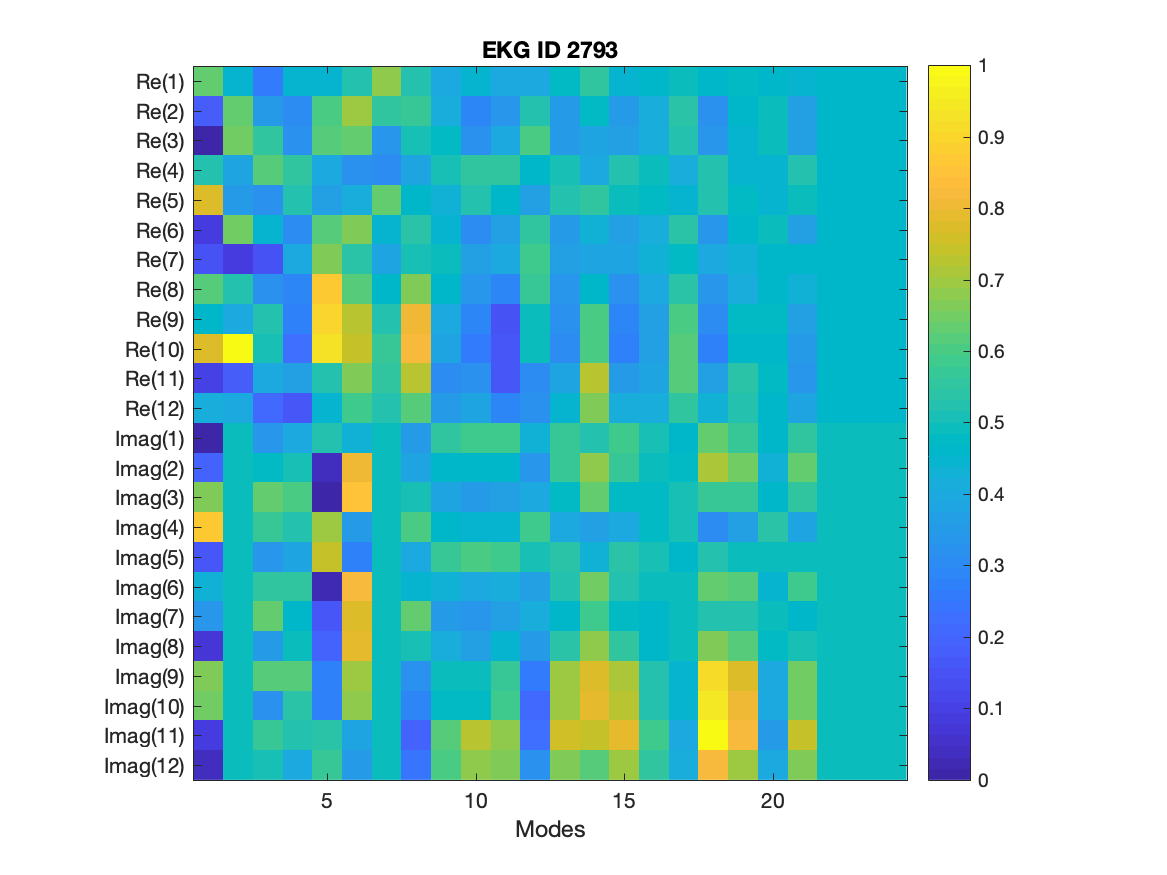 EKG ID 2793
Re(1)
Re(2)
Re(3)
Re(4)
Re(5)
Re(6)
Re(7)
Re(8)
Re(9)
Re(10)
Re(11)
Re(12)
Imag(1)
Imag(2)
Imag(3)
Imag(4)
Imag(5)
Imag(6)
Imag(7)
Imag(8)
Imag(9)
Imag(10)
Imag(11)
Imag(12)
5 10 15 20
Modes
1
0.9
0.8
0.7
0.6
0.5
0.4
0.3
0.2
0.1
0